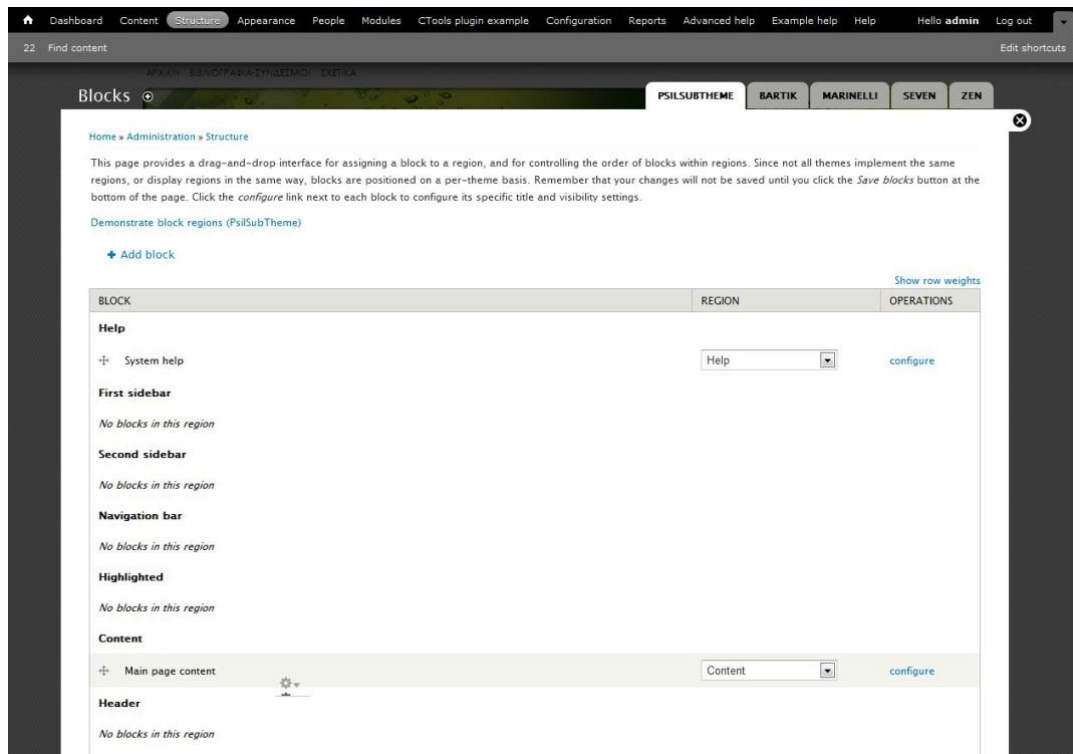 Dashboard Content Structure Appearance People Modules CTools plugin example Configuration Reports Advanced help Example help Help Hello admin Log out
22 Find content Edit shortcuts
ΑΡΧΙΚΗ ΒΙΒΛΙΟΓΡΑΦΙΑ-ΣΥΝΔΕΣΜΟΙ ΣΧΕΤΙΚΑ
Blocks PSILSUBTHEME BARTIK MARINELLI SEVEN ZEN
Home » Administration » Structure
This page provides a drag-and-drop interface for assigning a block to a region, and for controlling the order of blocks within regions. Since not all themes implement the same
regions, or display regions in the same way, blocks are positioned on a per-theme basis. Remember that your changes will not be saved until you click the Save blocks button at the
bottom of the page. Click the configure link next to each block to configure its specific title and visibility settings.
Demonstrate block regions (PsilSubTheme)
+ Add block
Show row weights
BLOCK REGION OPERATIONS
Help
System help Help configure
First sidebar
No blocks in this region
Second sidebar
No blocks in this region
Navigation bar
No blocks in this region
Highlighted
No blocks in this region
Content
Main page content Content configure
Header
No blocks in this region